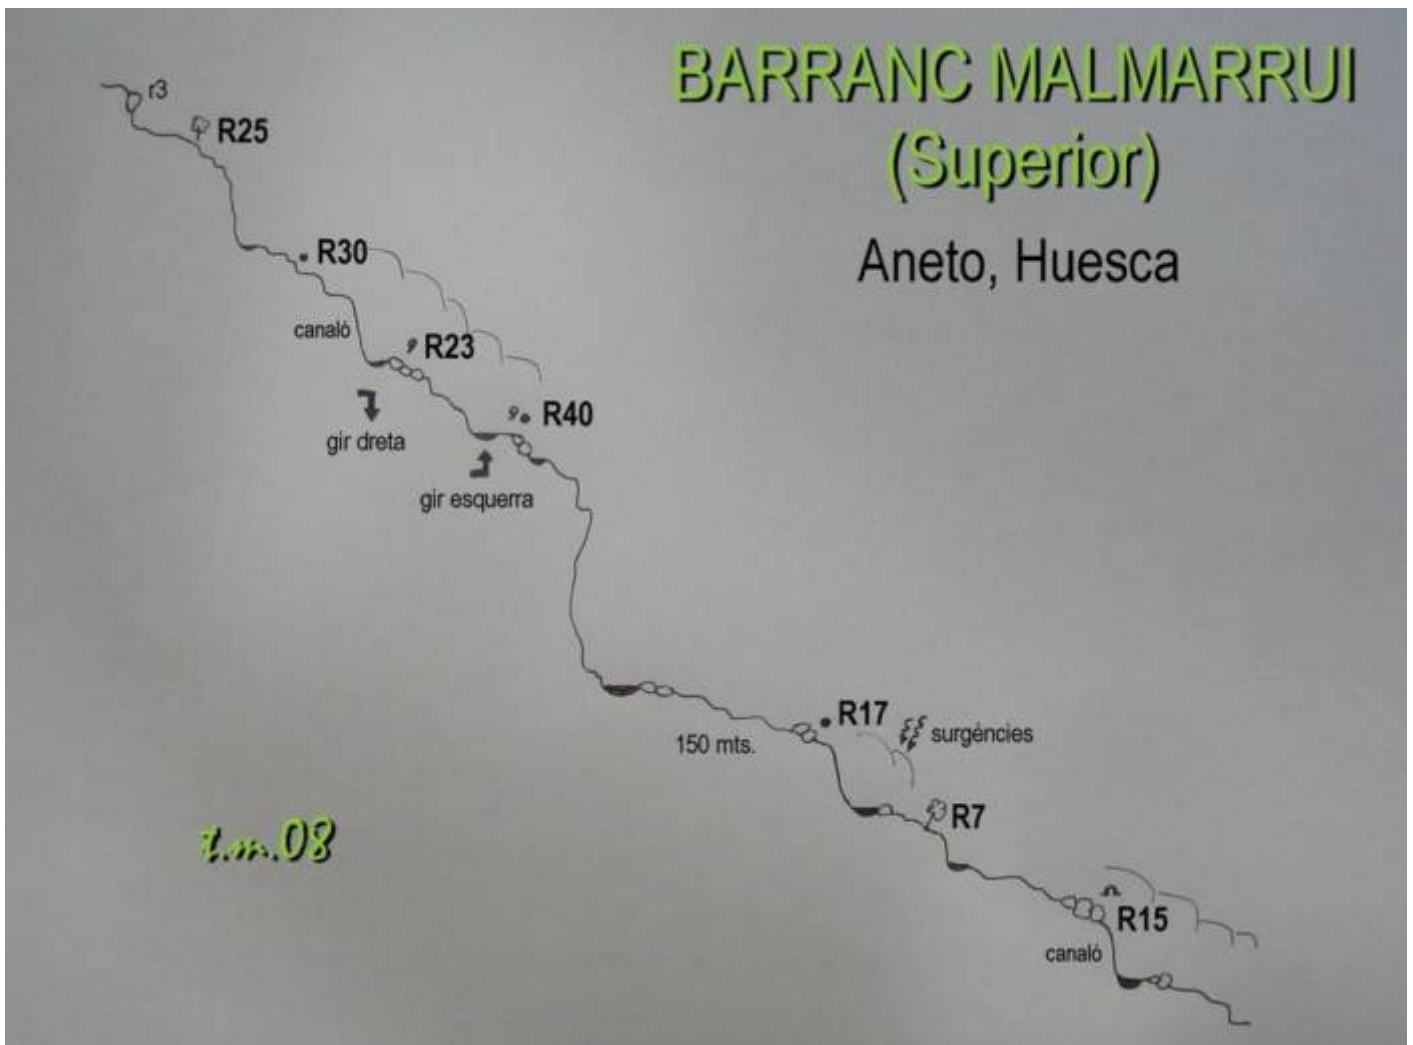 BARRANC MALMARRUI
(Superior)
Aneto, Huesca
r3
R25
R30
canaló
R23
gir dreta
R40
gir esquerra
R17
surgéncies
150 mts.
R7
z.m.08
R15
canaló